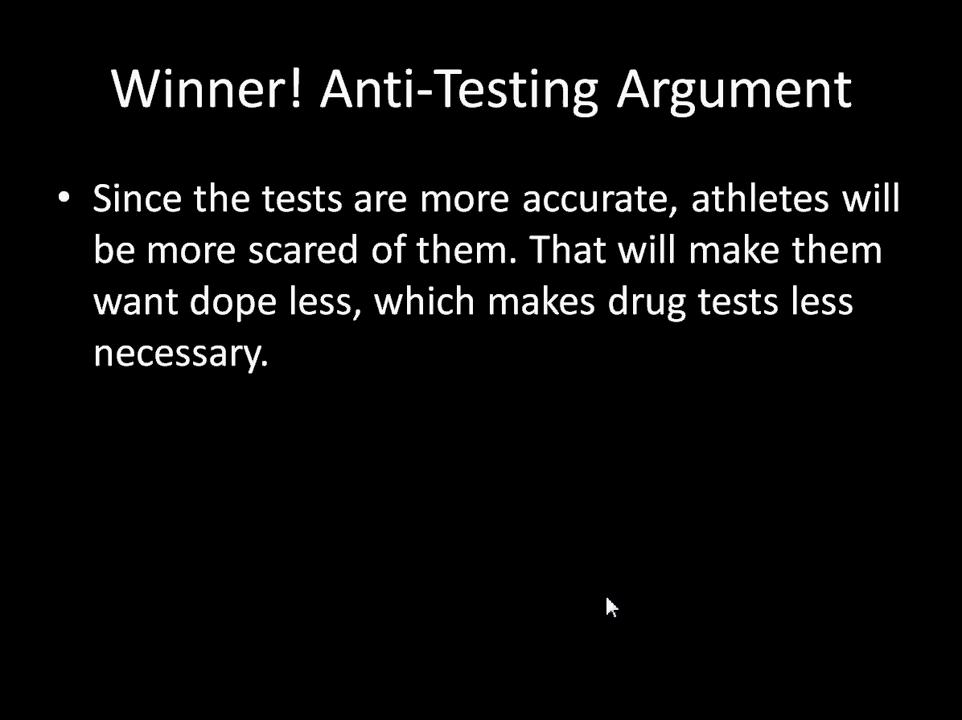 Winner! Anti-Testing Argument
• Since the tests are more accurate, athletes will
be more scared of them. That will make them
want dope less, which makes drug tests less
necessary.